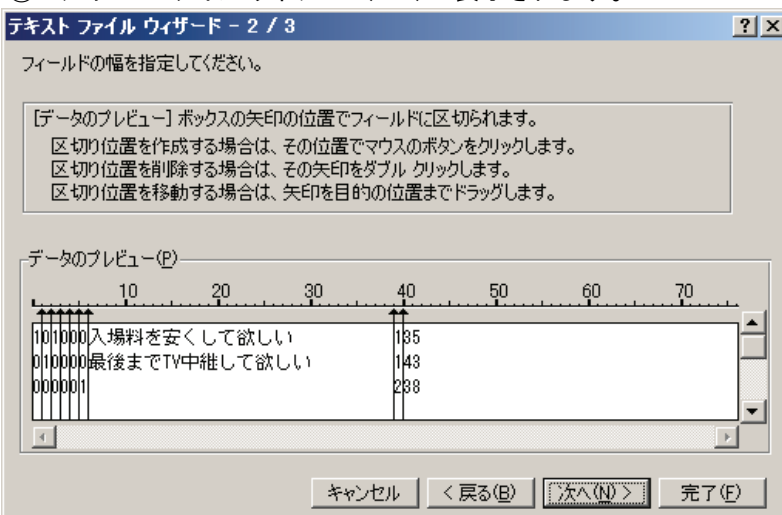 テキスト ファイル ウィザード - 2 / 3
フィールドの幅を指定してください。
[データのプレビュー] ボックスの矢印の位置でフィールドに区切られます。
区切り位置を作成する場合は、その位置でマウスのボタンをクリックします。
区切り位置を削除する場合は、その矢印をダブル クリックします。
区切り位置を移動する場合は、矢印を目的の位置までドラッグします。
データのプレビュー(P)
10 20 30 40 50 60 70
101000入場料を安くして欲しい 135
010000最後までTV中継して欲しい 143
000001 238
キャンセル < 戻る(B) 次へ(N) > 完了(F)